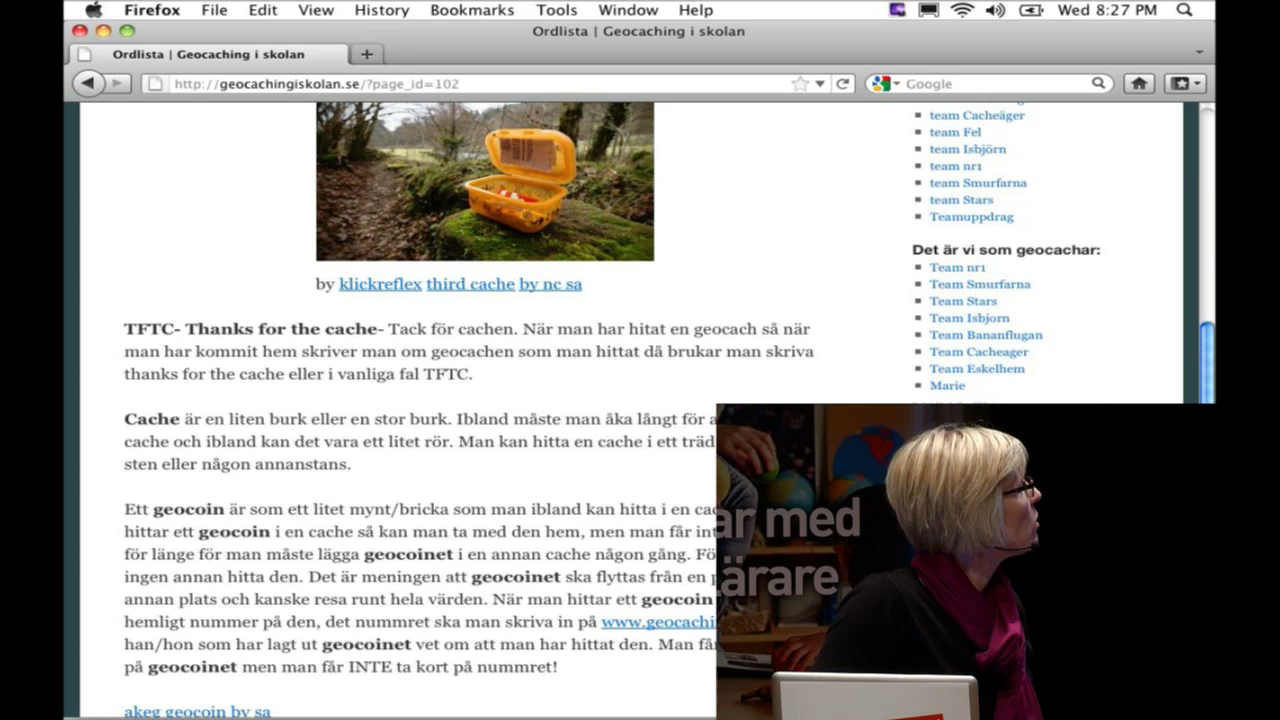 Firefox File Edit View History Bookmarks Tools Window Help Wed 8:27 PM
Ordlista | Geocaching i skolan
Ordlista | Geocaching i skolan +
http://geocachingiskolan.se/?page_id=102 Google
team Cacheäger
team Fel
team Isbjörn
team nr1
team Smurfarna
team Stars
Teamuppdrag
Det är vi som geocachar:
Team nr1
Team Smurfarna
Team Stars
Team Isbjorn
Team Bananflugan
Team Cacheager
Team Eskelhem
Marie
by klickreflex third cache by nc sa
TFTC- Thanks for the cache- Tack för cachen. När man har hitat en geocach så när
man har kommit hem skriver man om geocachen som man hittat då brukar man skriva
thanks for the cache eller i vanliga fal TFTC.
Cache är en liten burk eller en stor burk. Ibland måste man åka långt för a
cache och ibland kan det vara ett litet rör. Man kan hitta en cache i ett träd
sten eller någon annanstans.
Ett geocoin är som ett litet mynt/bricka som man ibland kan hitta i en cac
hittar ett geocoin i en cache så kan man ta med den hem, men man får int
för länge för man måste lägga geocoinet i en annan cache någon gång. Fö
ingen annan hitta den. Det är meningen att geocoinet ska flyttas från en p
annan plats och kanske resa runt hela världen. När man hittar ett geocoin
hemligt nummer på den, det nummret ska man skriva in på www.geocachi
han/hon som har lagt ut geocoinet vet om att man har hittat den. Man få
på geocoinet men man får INTE ta kort på nummret!
akeg geocoin by sa
ar med
ärare